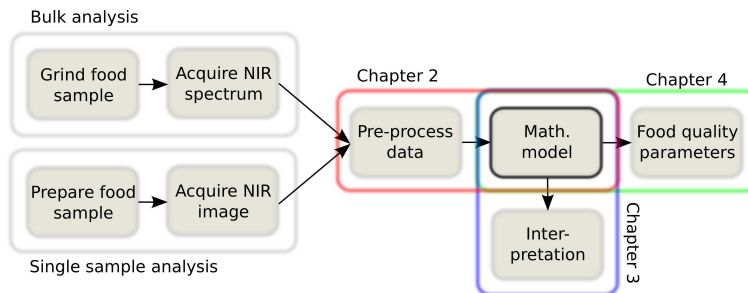 Bulk analysis
Grind food
sample
Acquire NIR
spectrum
Prepare food
sample
Acquire NIR
image
Single sample analysis
Chapter 2
Pre-process
data
Math.
model
Chapter 4
Food quality
parameters
Inter-
pretation
Chapter 3